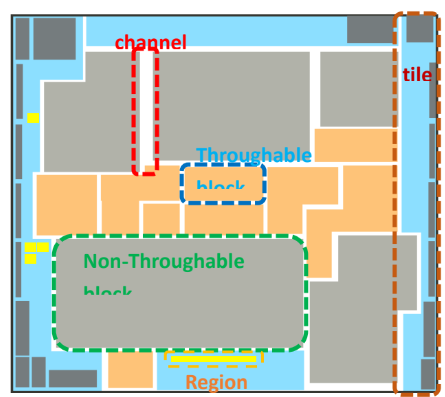 channel
tile
Throughable
block
Non-Throughable
block
Region